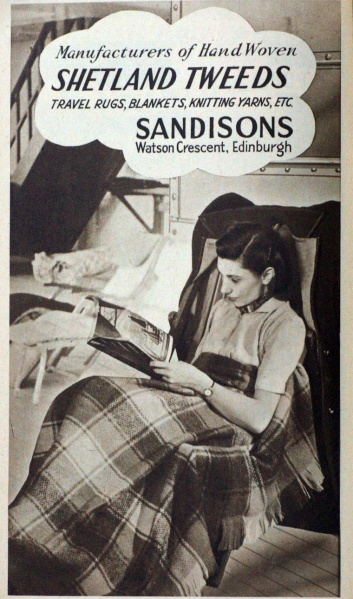 Manufacturers of Hand Woven
SHETLAND TWEEDS
TRAVEL RUGS, BLANKETS, KNITTING YARNS, ETC.
SANDISONS
Watson Crescent, Edinburgh